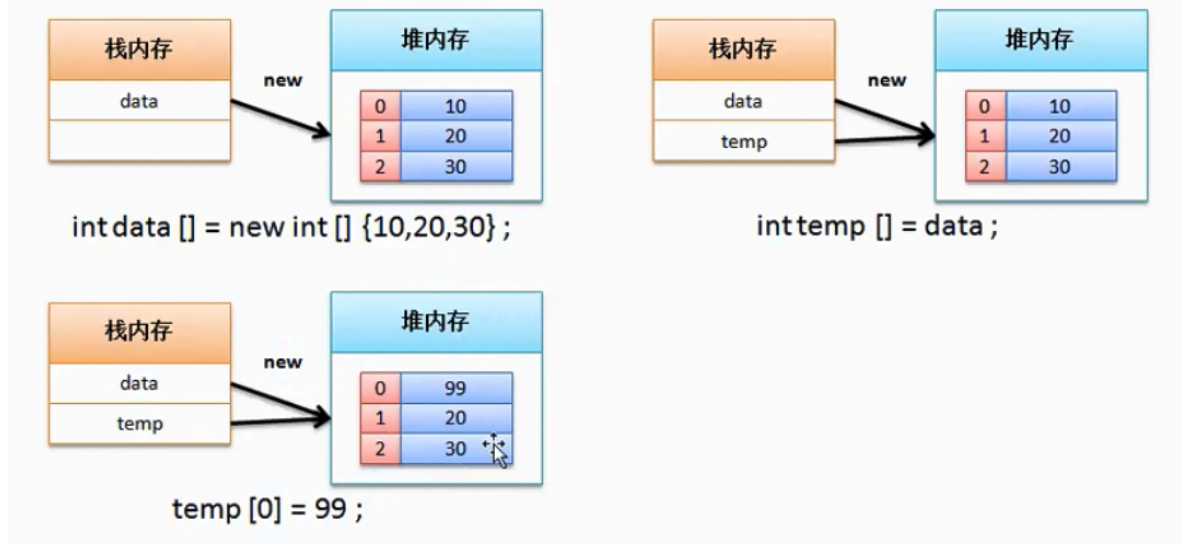 栈内存
data
new
堆内存
0 10
1 20
2 30
int data [] = new int [] {10,20,30} ;
栈内存
data
temp
new
堆内存
0 10
1 20
2 30
int temp [] = data ;
栈内存
data
temp
new
堆内存
0 99
1 20
2 30
temp [0] = 99 ;